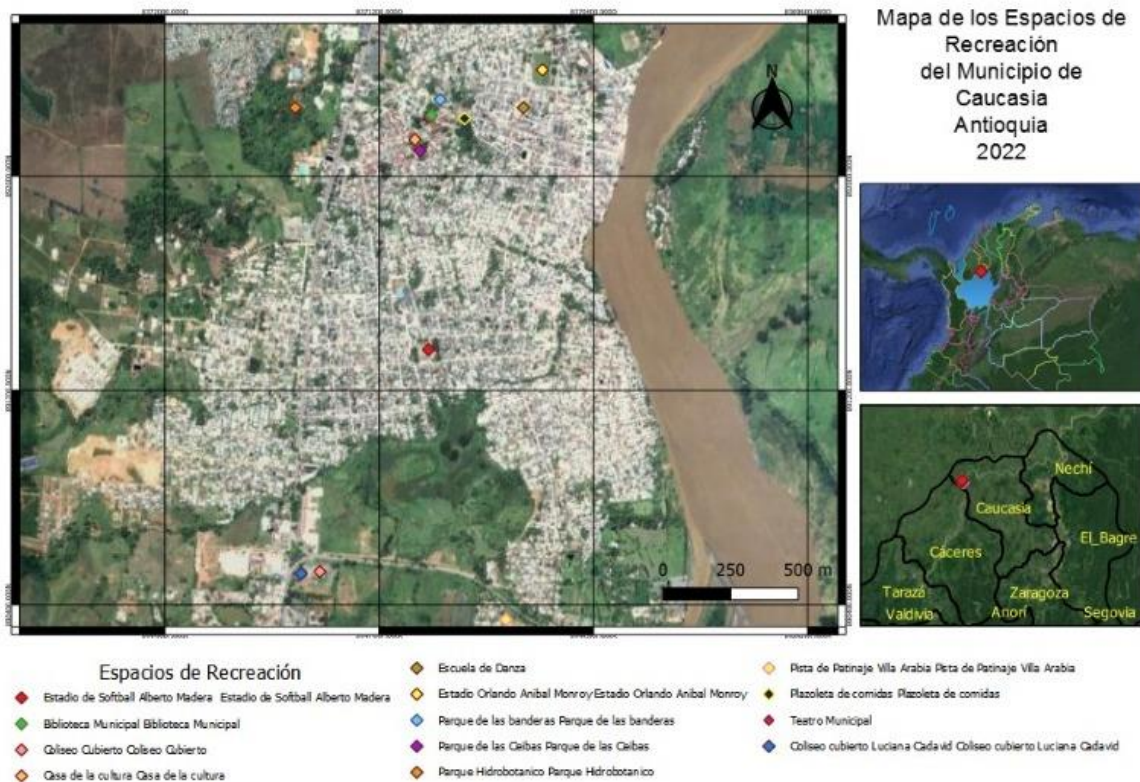 Mapa de los Espacios de
Recreación
del Municipio de
Caucasia
Antioquia
2022
N
0 250 500 m
Nechí
Caucasia
El_Bagre
Cáceres
Tarazá
Zaragoza
Valdivia
Anorí
Segovia
Espacios de Recreación
Estadio de Softball Alberto Madera Estadio de Softball Alberto Madera
Biblioteca Municipal Biblioteca Municipal
Coliseo Cubierto Coliseo Cubierto
Casa de la cultura Casa de la cultura
Escuela de Danza
Estadio Orlando Anibal Monroy Estadio Orlando Anibal Monroy
Parque de las banderas Parque de las banderas
Parque de las Ceibas Parque de las Ceibas
Parque Hidrobotanico Parque Hidrobotanico
Pista de Patinaje Villa Arabia Pista de Patinaje Villa Arabia
Plazoleta de comidas Plazoleta de comidas
Teatro Municipal
Coliseo cubierto Luciana Cadavid Coliseo cubierto Luciana Cadavid